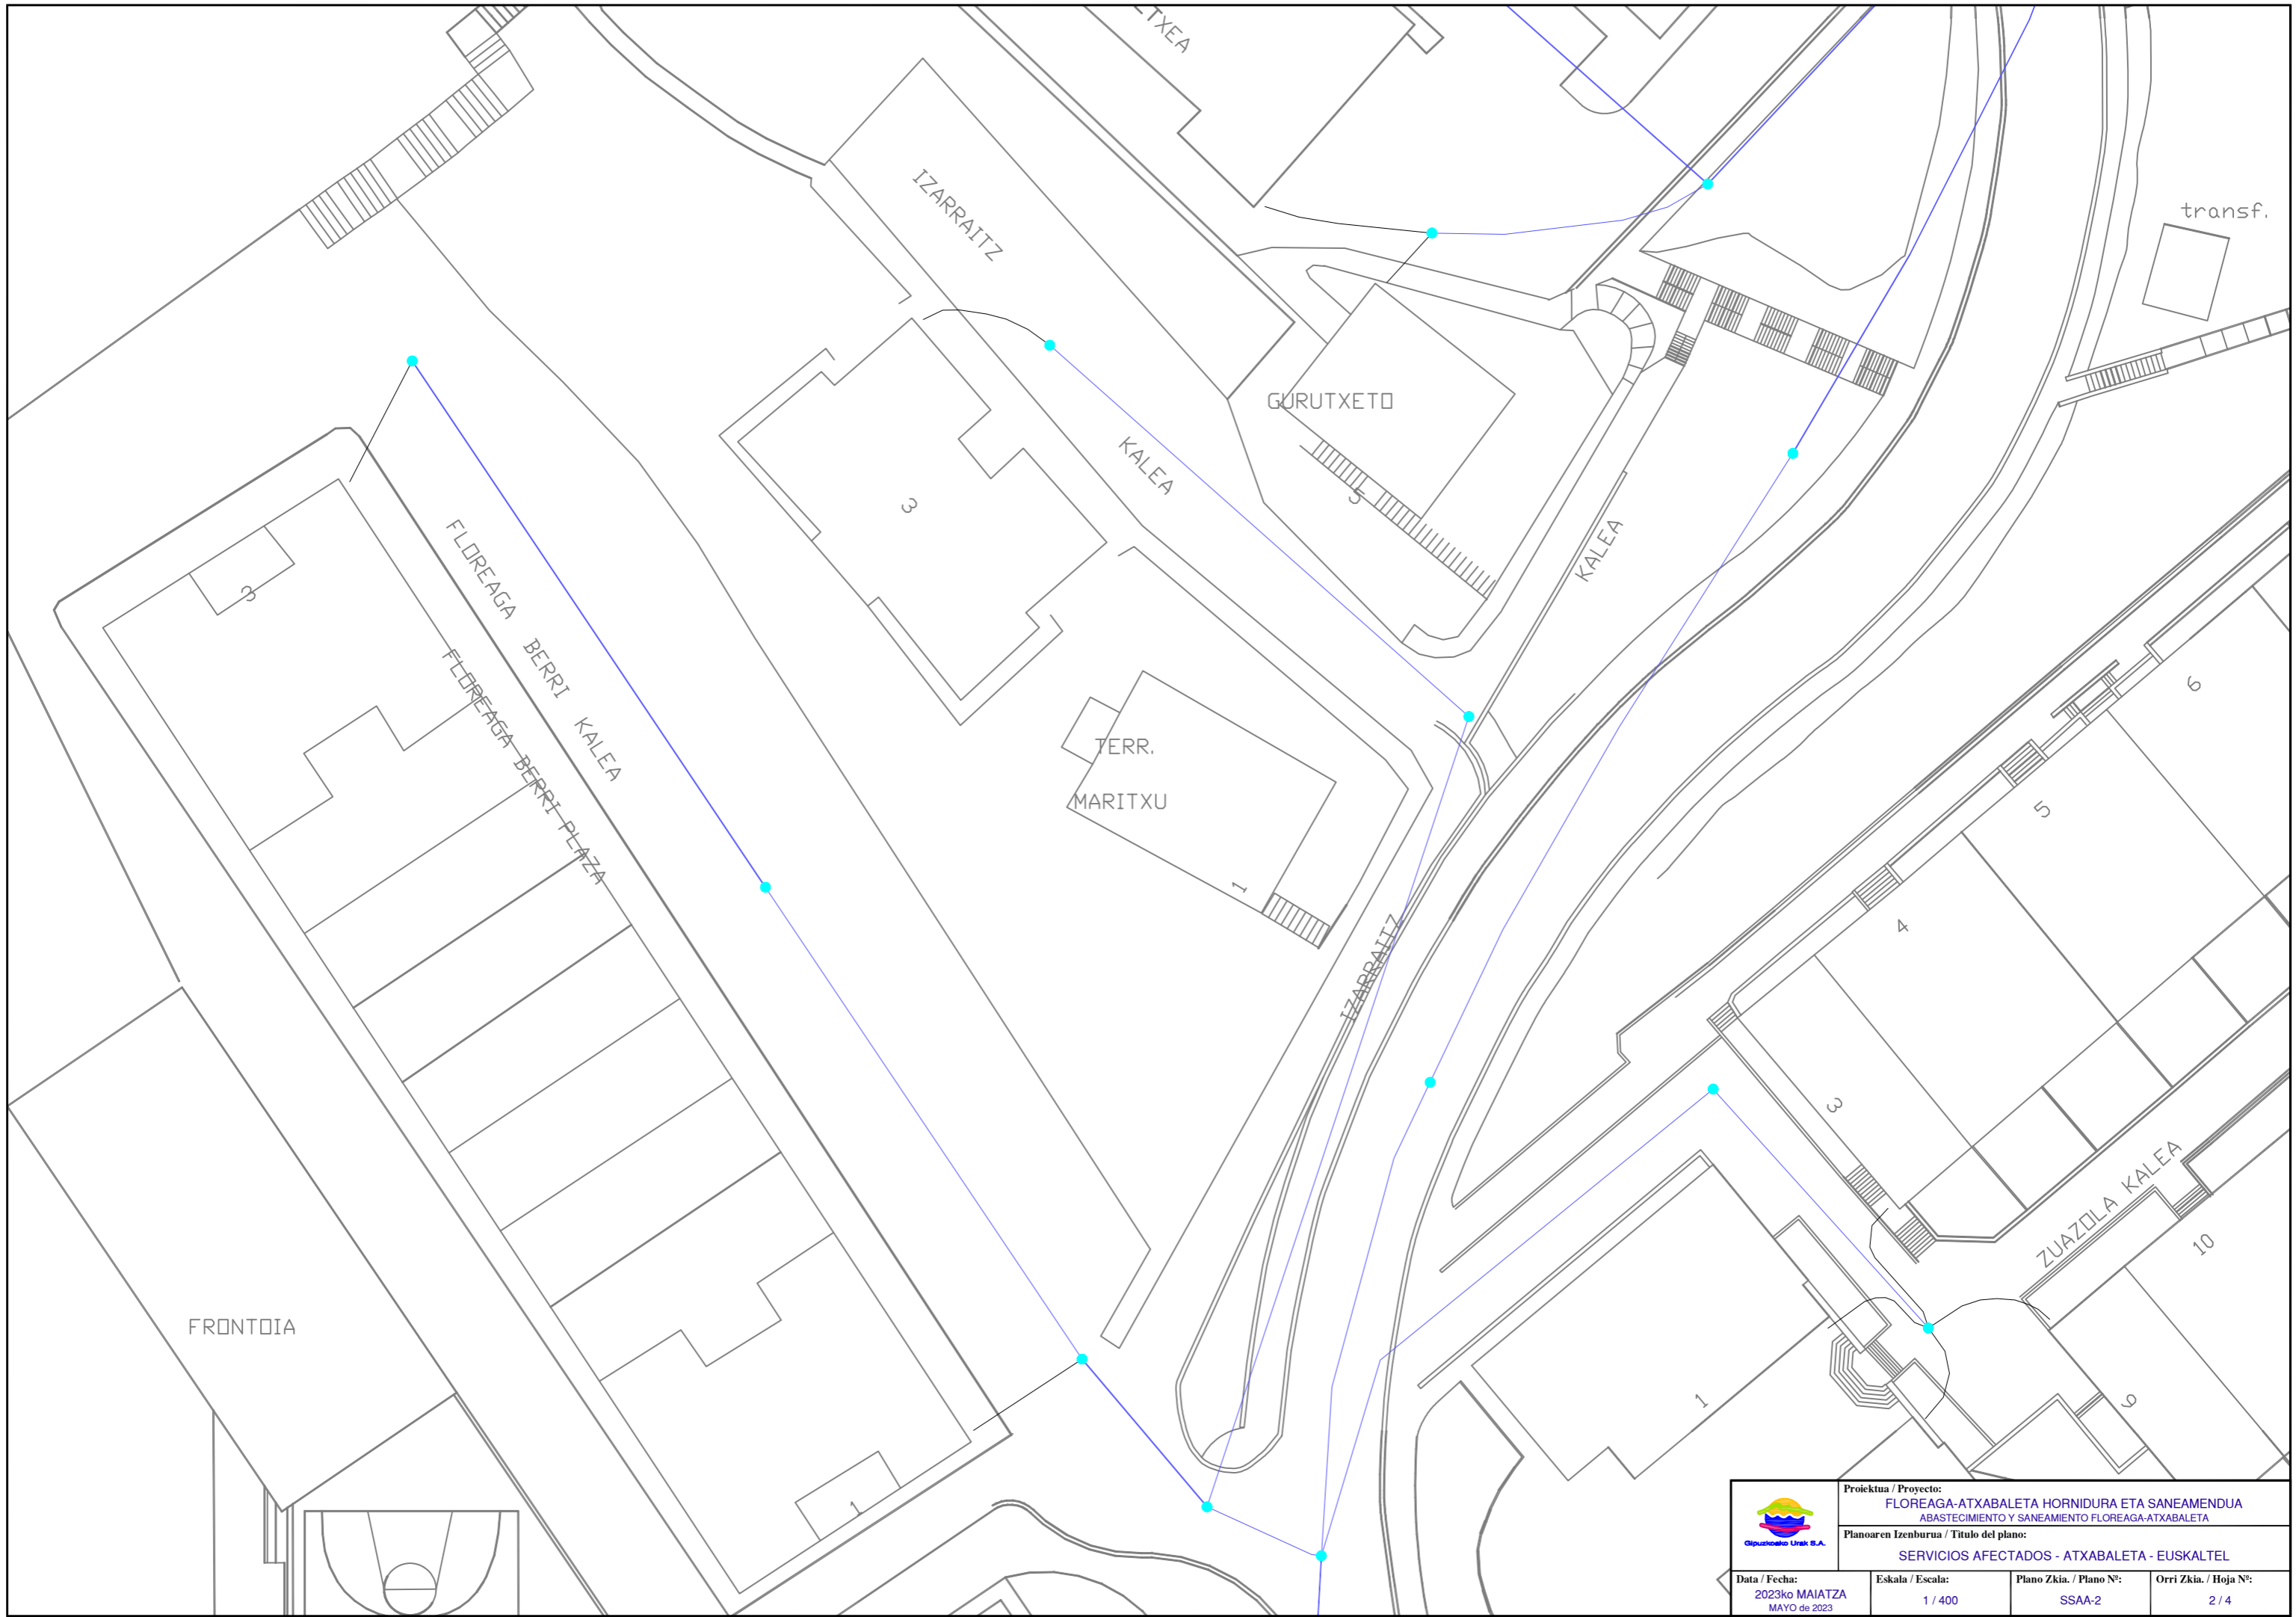 ETXEA
IZARRAITZ
transf.
GURUTXETO
KALEA
5
3
KALEA
3
FLOREAGA BERRI KALEA
FLOREAGA BERRI PLAZA
TERR.
MARITXU
1
IZARRAITZ
6
5
4
3
ZUAZOLA KALEA
10
9
1
FRONTOIA
1
Gipuzkoako Urak S.A.
Proiektua / Proyecto:
FLOREAGA-ATXABALETA HORNIDURA ETA SANEAMENDUA
ABASTECIMIENTO Y SANEAMIENTO FLOREAGA-ATXABALETA
Planoaren Izenburua / Titulo del plano:
SERVICIOS AFECTADOS - ATXABALETA - EUSKALTEL
Data / Fecha:
2023ko MAIATZA
MAYO de 2023
Eskala / Escala:
1 / 400
Plano Zkia. / Plano Nº:
SSAA-2
Orri Zkia. / Hoja Nº:
2 / 4